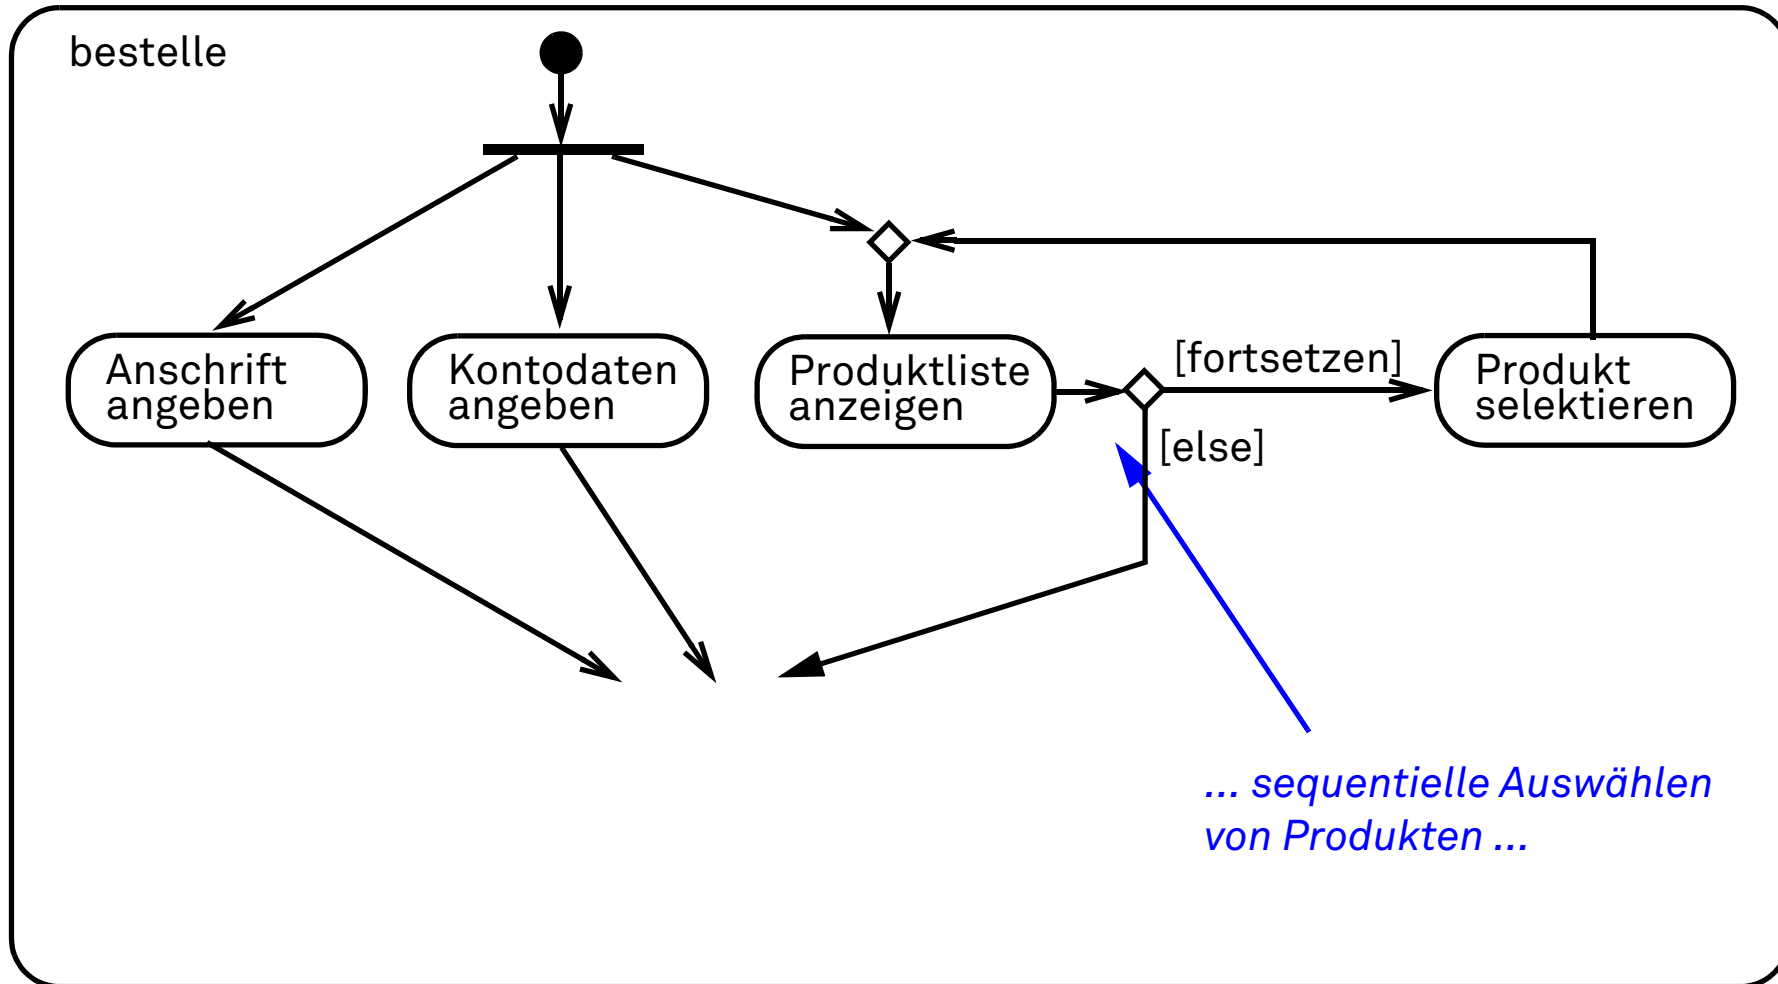 bestelle
Anschrift
angeben
Kontodaten
angeben
Produktliste
anzeigen
[fortsetzen]
[else]
Produkt
selektieren
... sequentielle Auswählen
von Produkten ...